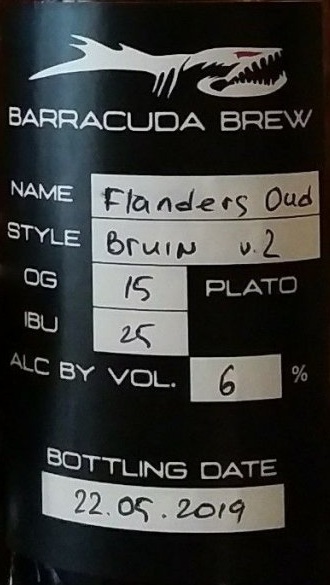 BARRACUDA BREW
NAME Flanders Oud
STYLE Bruin v.2
OG 15 PLATO
IBU 25
ALC BY VOL. 6 %
BOTTLING DATE
22.05.2019